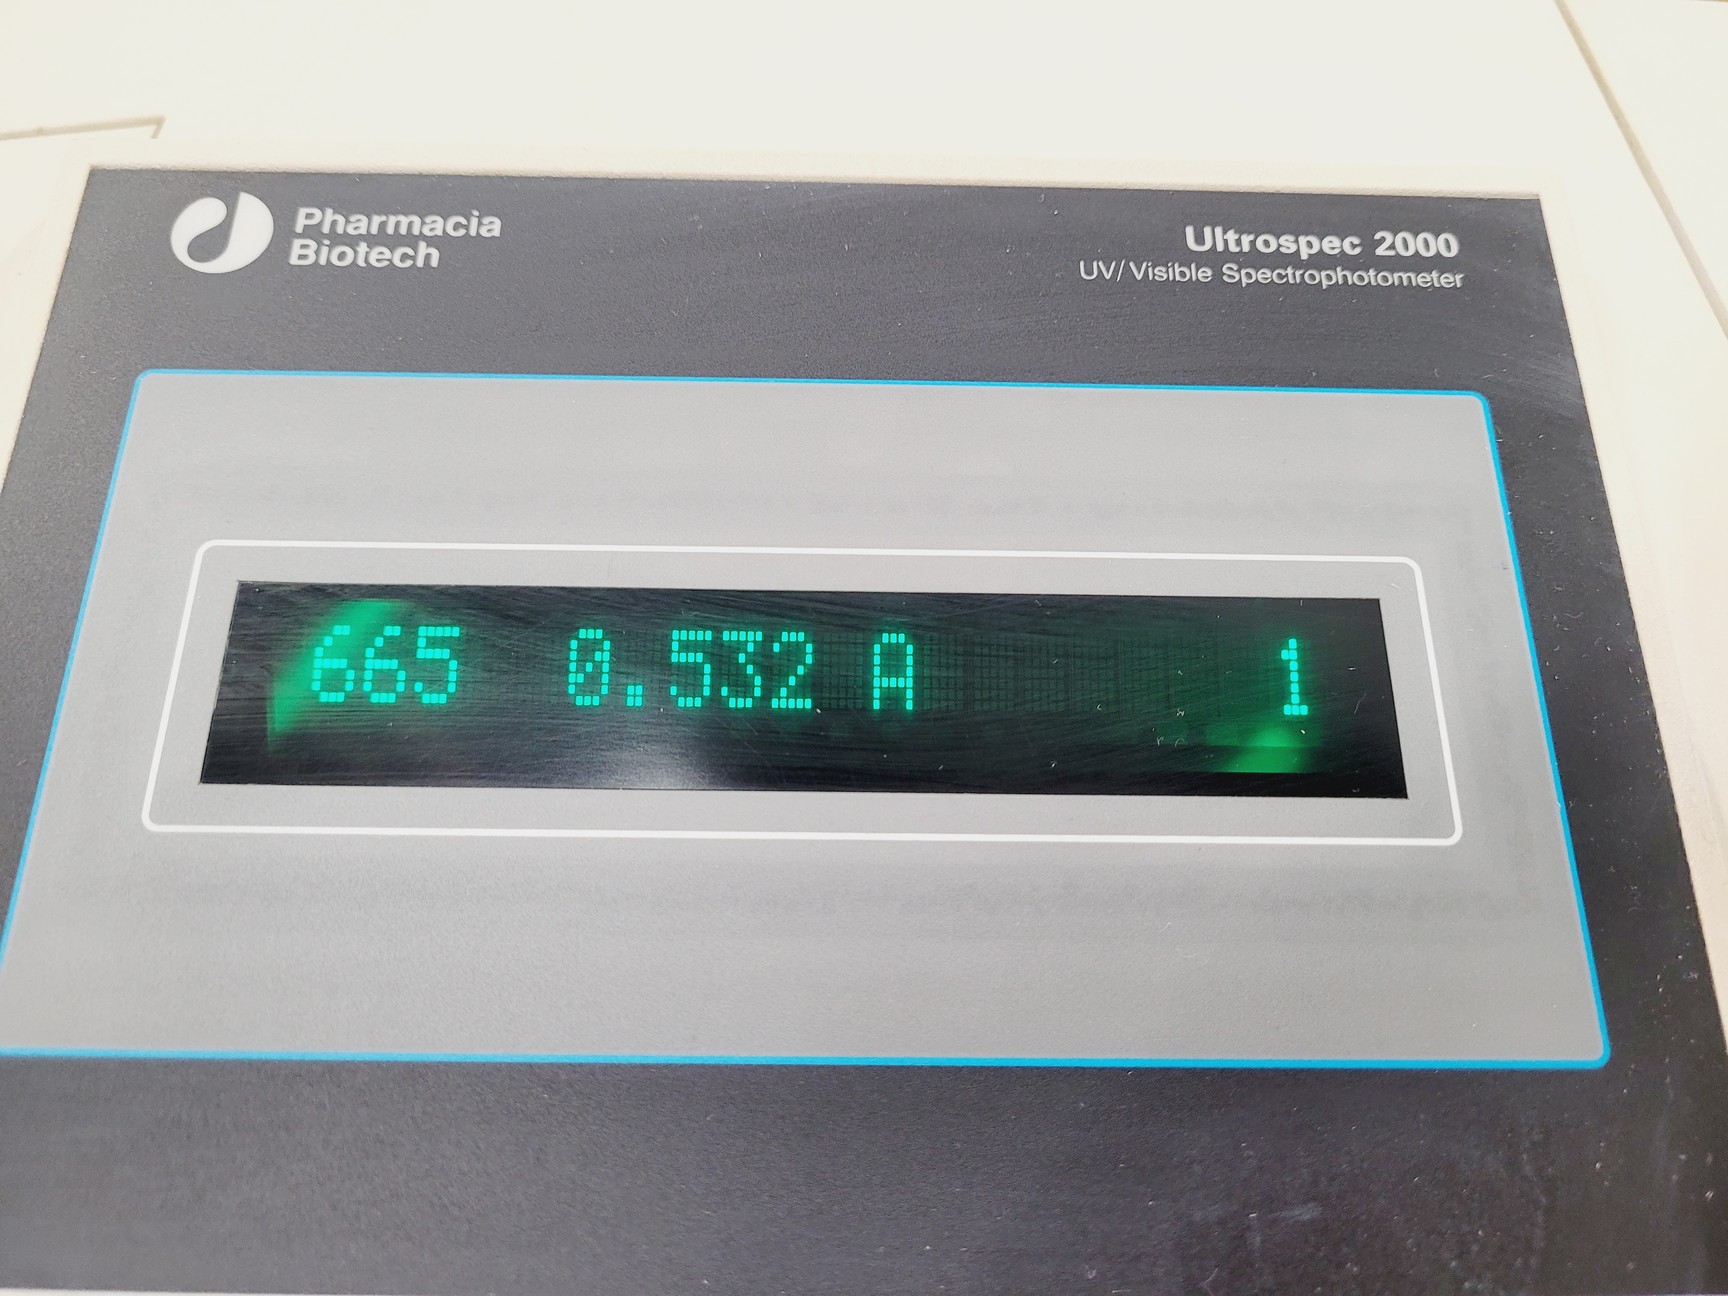 Pharmacia
Biotech
Ultrospec 2000
UV/Visible Spectrophotometer
665 0.532 A 1